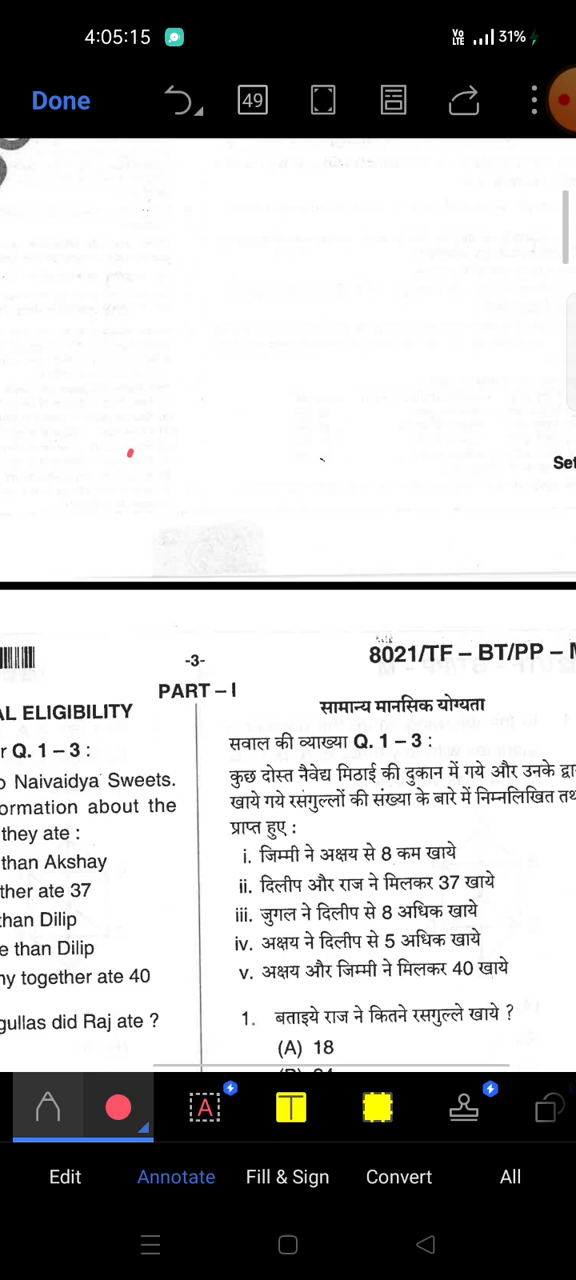 4:05:15
Vo LTE 31%
Done
49
Set
-3-
8021/TF – BT/PP –
PART – I
AL ELIGIBILITY
सामान्य मानसिक योग्यता
r Q. 1 – 3 :
o Naivaidya Sweets.
ormation about the
they ate :
than Akshay
ther ate 37
than Dilip
e than Dilip
ny together ate 40
gullas did Raj ate ?
सवाल की व्याख्या Q. 1 – 3 :
कुछ दोस्त नैवेद्य मिठाई की दुकान में गये और उनके द्वा
खाये गये रसगुल्लों की संख्या के बारे में निम्नलिखित तथ
प्राप्त हुए :
i. जिम्मी ने अक्षय से 8 कम खाये
ii. दिलीप और राज ने मिलकर 37 खाये
iii. जुगल ने दिलीप से 8 अधिक खाये
iv. अक्षय ने दिलीप से 5 अधिक खाये
v. अक्षय और जिम्मी ने मिलकर 40 खाये
1. बताइये राज ने कितने रसगुल्ले खाये ?
(A) 18
A
T
Edit
Annotate
Fill & Sign
Convert
All